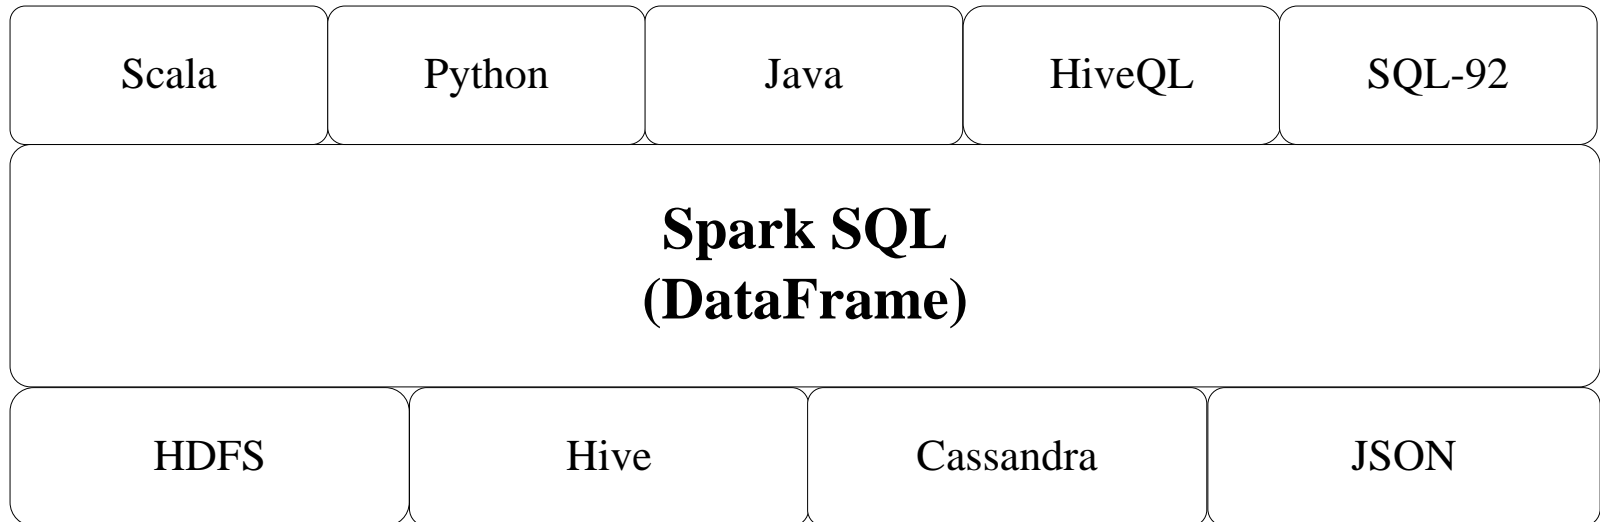 Scala Python Java HiveQL SQL-92
Spark SQL
(DataFrame)
HDFS Hive Cassandra JSON